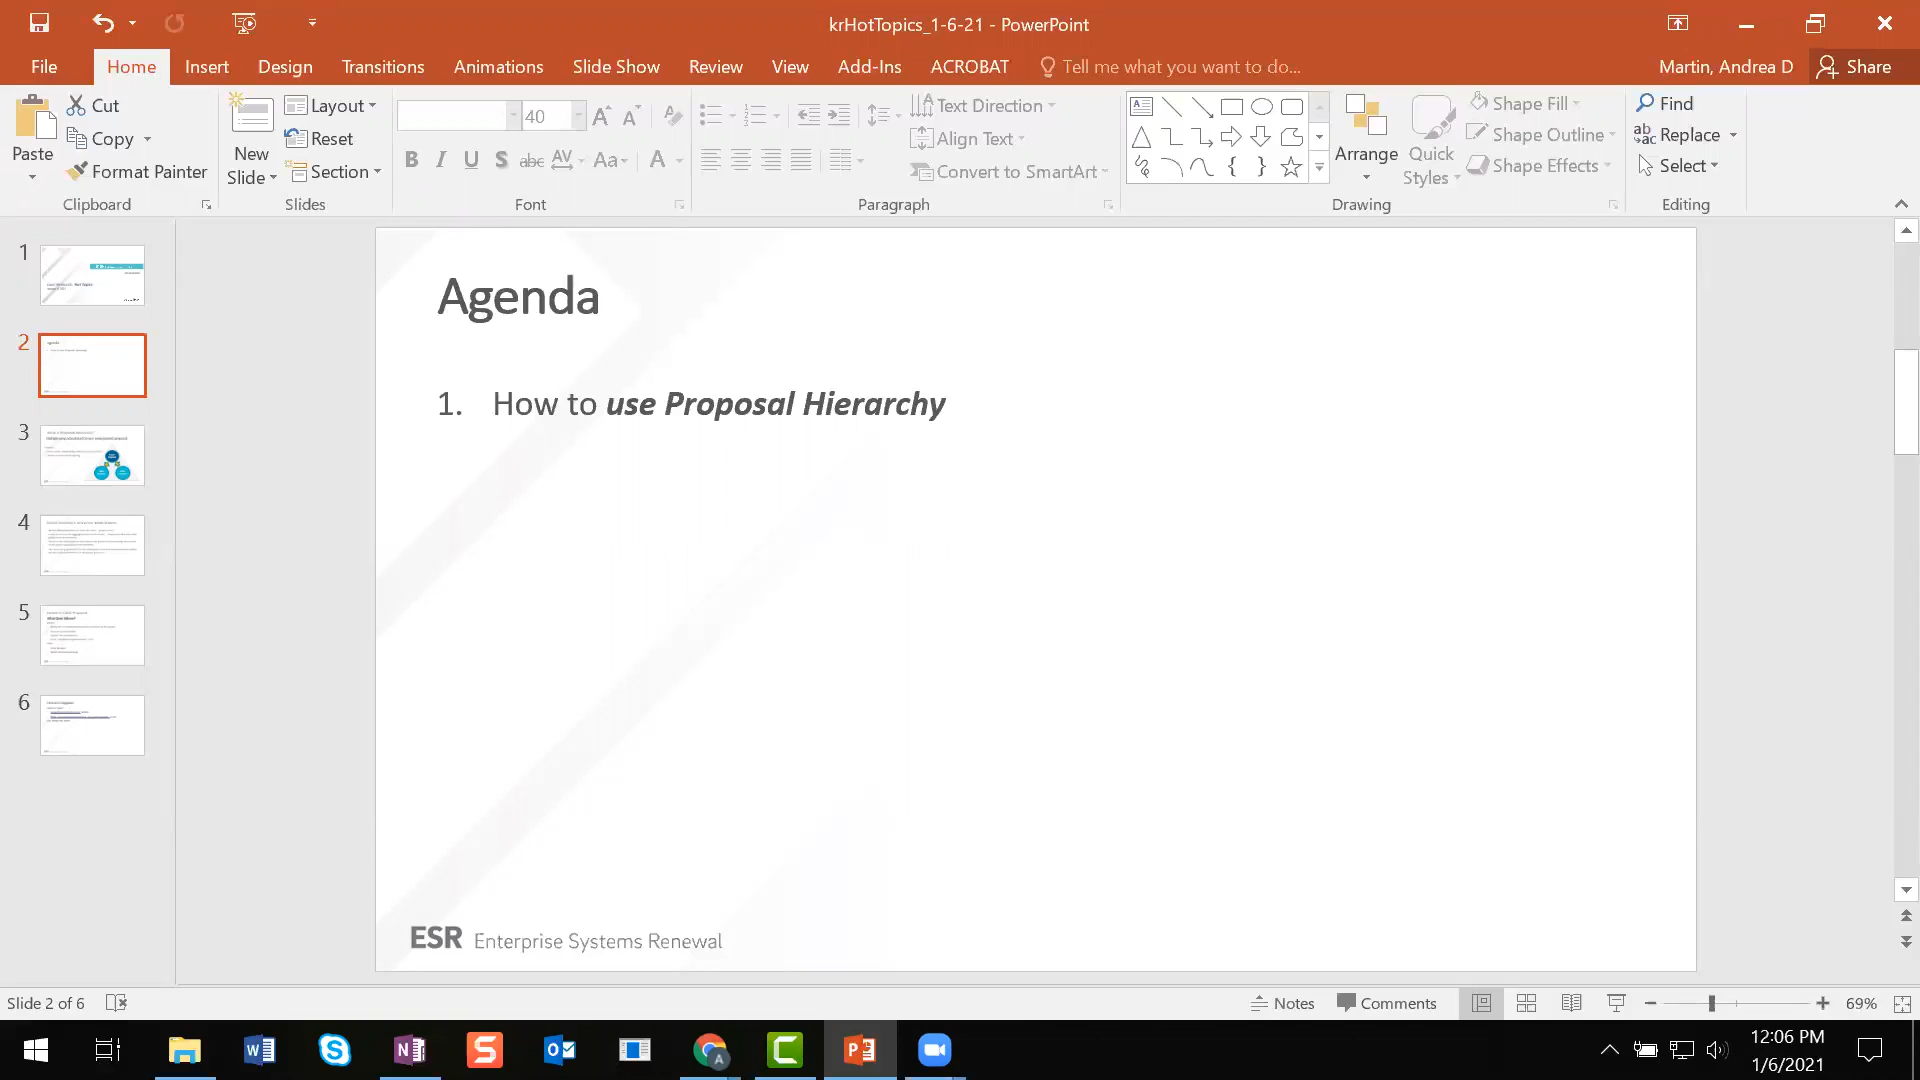 krHotTopics_1-6-21 - PowerPoint
File Home Insert Design Transitions Animations Slide Show Review View Add-Ins ACROBAT Tell me what you want to do... Martin, Andrea D Share
Paste
Cut
Copy
Format Painter
Clipboard
New Slide
Layout
Reset
Section
Slides
40
B I U S abc AV Aa A
Font
Text Direction
Align Text
Convert to SmartArt
Paragraph
Arrange
Quick Styles
Shape Fill
Shape Outline
Shape Effects
Drawing
Find
Replace
Select
Editing
1
2
3
4
5
6
Agenda
1. How to use Proposal Hierarchy
ESR Enterprise Systems Renewal
Slide 2 of 6
Notes
Comments
69%
12:06 PM
1/6/2021